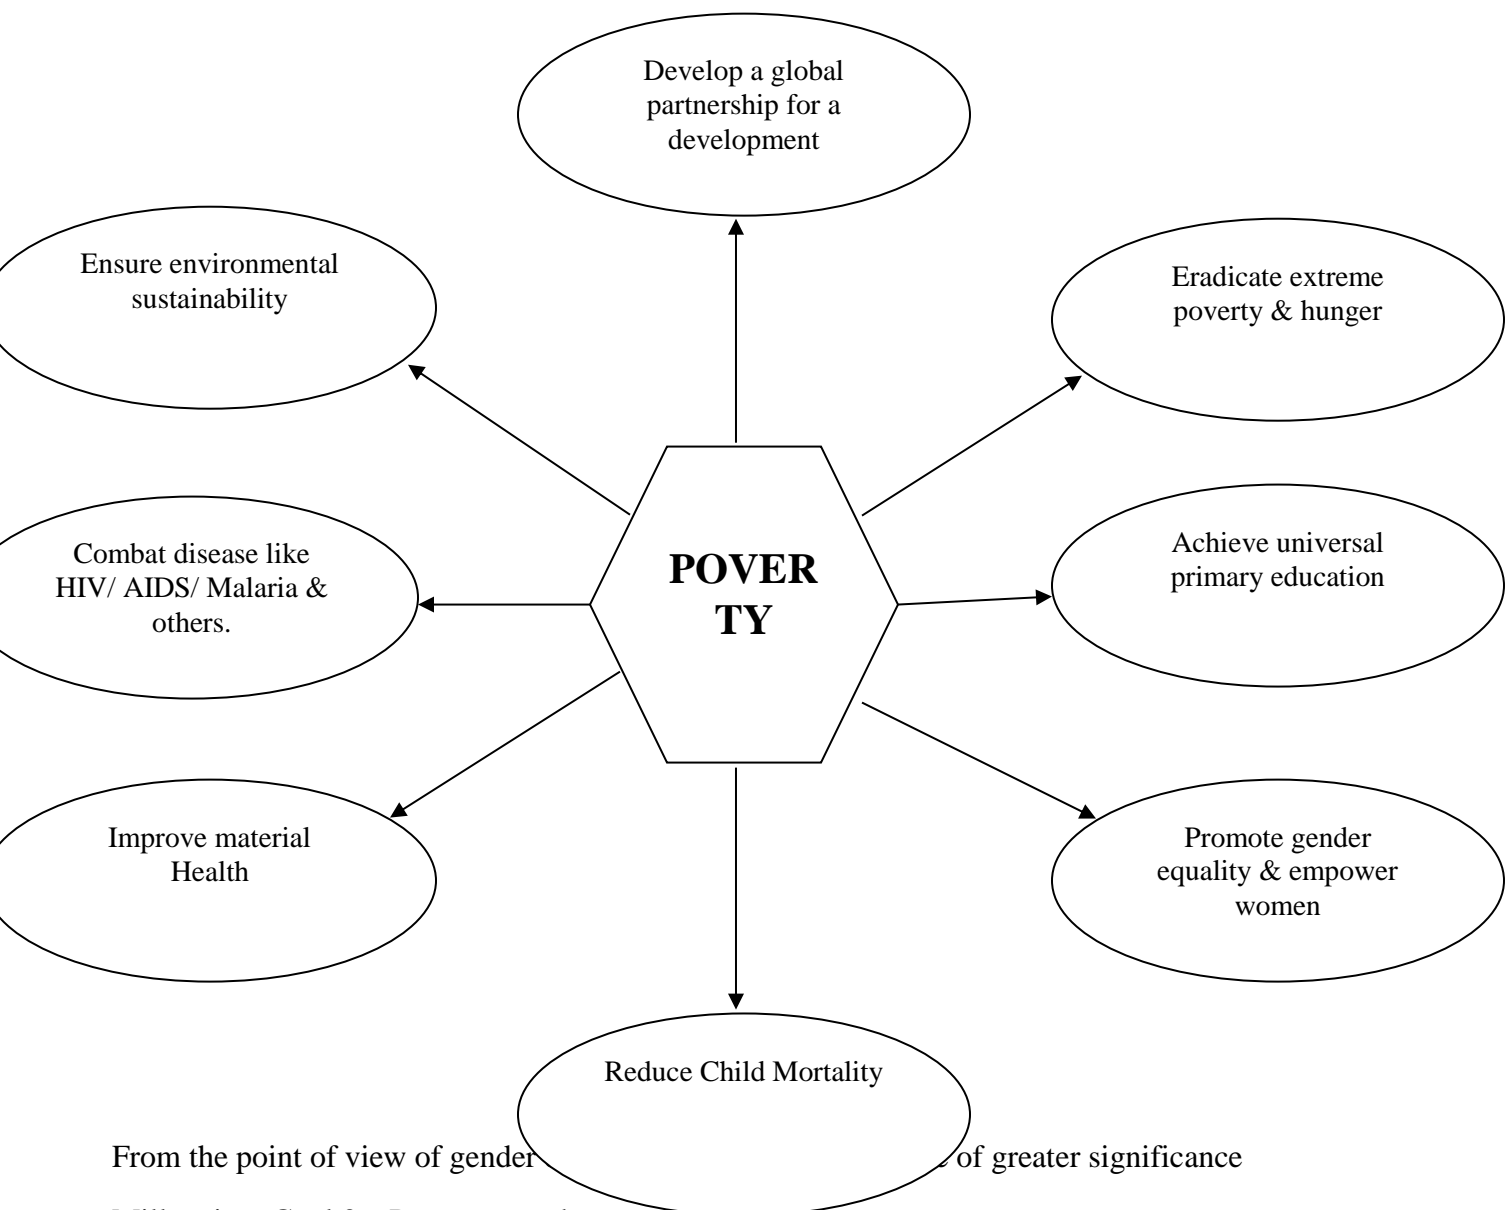 Develop a global
partnership for a
development
Ensure environmental
sustainability
Eradicate extreme
poverty & hunger
Combat disease like
HIV/ AIDS/ Malaria &
others.
POVER
TY
Achieve universal
primary education
Improve material
Health
Promote gender
equality & empower
women
Reduce Child Mortality
From the point of view of gender
of greater significance